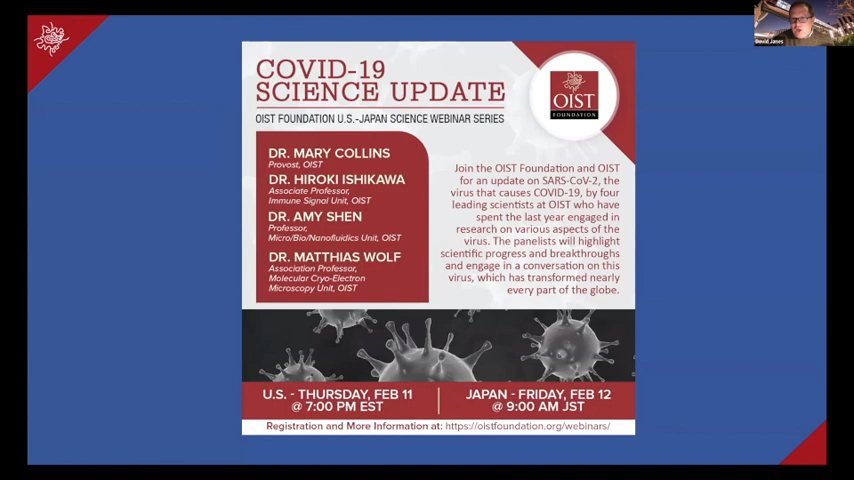 David Janes
COVID-19
SCIENCE UPDATE
OIST FOUNDATION U.S.-JAPAN SCIENCE WEBINAR SERIES
OIST
FOUNDATION
DR. MARY COLLINS
Provost, OIST
DR. HIROKI ISHIKAWA
Associate Professor,
Immune Signal Unit, OIST
DR. AMY SHEN
Professor,
Micro/Bio/Nanofluidics Unit, OIST
DR. MATTHIAS WOLF
Association Professor,
Molecular Cryo-Electron
Microscopy Unit, OIST
Join the OIST Foundation and OIST
for an update on SARS-CoV-2, the
virus that causes COVID-19, by four
leading scientists at OIST who have
spent the last year engaged in
research on various aspects of the
virus. The panelists will highlight
scientific progress and breakthroughs
and engage in a conversation on this
virus, which has transformed nearly
every part of the globe.
U.S. - THURSDAY, FEB 11
@ 7:00 PM EST
JAPAN - FRIDAY, FEB 12
@ 9:00 AM JST
Registration and More Information at: https://oistfoundation.org/webinars/